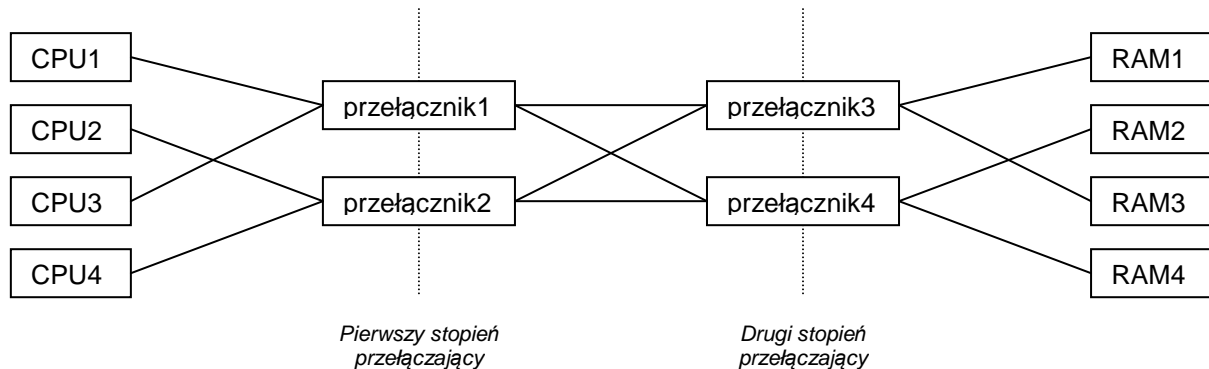 CPU1
CPU2
CPU3
CPU4
przełącznik1
przełącznik2
przełącznik3
przełącznik4
RAM1
RAM2
RAM3
RAM4
Pierwszy stopień
przełączający
Drugi stopień
przełączający